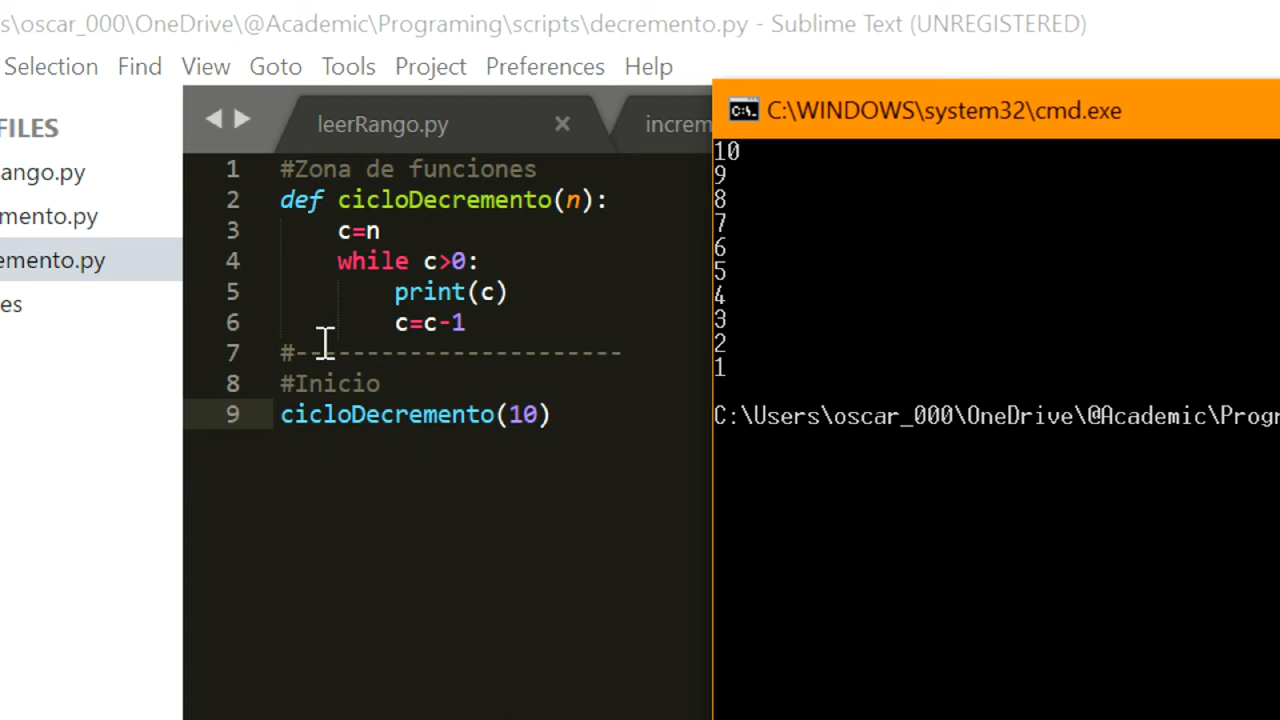 s\oscar_000\OneDrive\@Academic\Programing\scripts\decremento.py - Sublime Text (UNREGISTERED)
Selection Find View Goto Tools Project Preferences Help
FILES
ango.py
mento.py
emento.py
es
leerRango.py
increm
1 #Zona de funciones
2 def cicloDecremento(n):
3 c=n
4 while c>0:
5 print(c)
6 c=c-1
7 #-----------------------
8 #Inicio
9 cicloDecremento(10)
C:\WINDOWS\system32\cmd.exe
10
9
8
7
6
5
4
3
2
1
C:\Users\oscar_000\OneDrive\@Academic\Progr